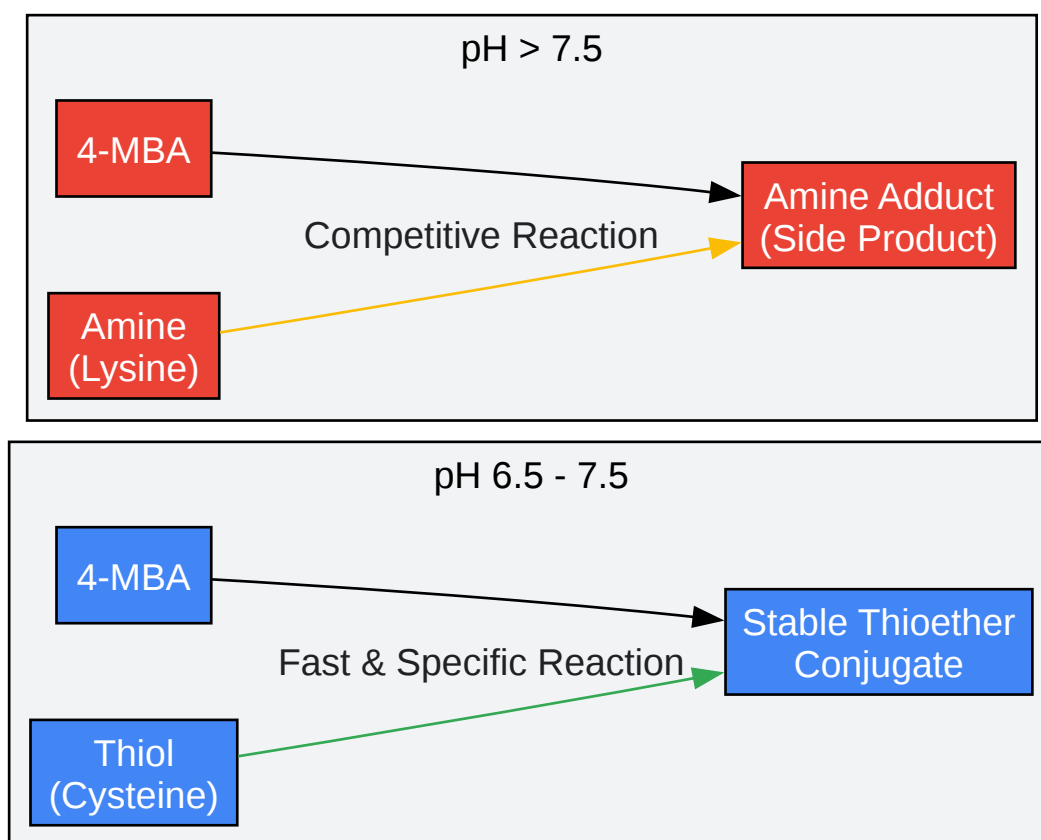 pH > 7.5
4-MBA
Amine Adduct
(Side Product)
Competitive Reaction
Amine
(Lysine)
pH 6.5 - 7.5
4-MBA
Stable Thioether
Conjugate
Fast & Specific Reaction
Thiol
(Cysteine)